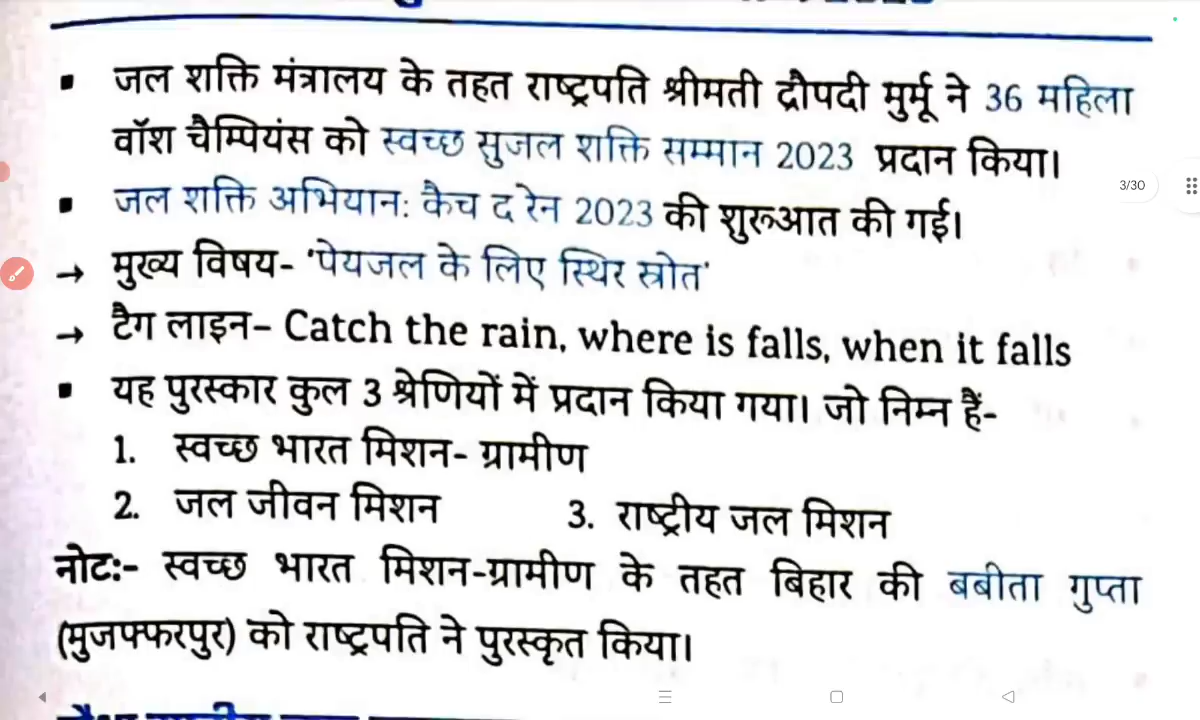 ▪ जल शक्ति मंत्रालय के तहत राष्ट्रपति श्रीमती द्रौपदी मुर्मू ने 36 महिला
वॉश चैम्पियंस को स्वच्छ सुजल शक्ति सम्मान 2023 प्रदान किया।
3/30
▪ जल शक्ति अभियान: कैच द रेन 2023 की शुरूआत की गई।
→ मुख्य विषय- 'पेयजल के लिए स्थिर स्रोत'
→ टैग लाइन– Catch the rain, where is falls, when it falls
▪ यह पुरस्कार कुल 3 श्रेणियों में प्रदान किया गया। जो निम्न हैं-
1. स्वच्छ भारत मिशन- ग्रामीण
2. जल जीवन मिशन 3. राष्ट्रीय जल मिशन
नोटः- स्वच्छ भारत मिशन-ग्रामीण के तहत बिहार की बबीता गुप्ता
(मुजफ्फरपुर) को राष्ट्रपति ने पुरस्कृत किया।